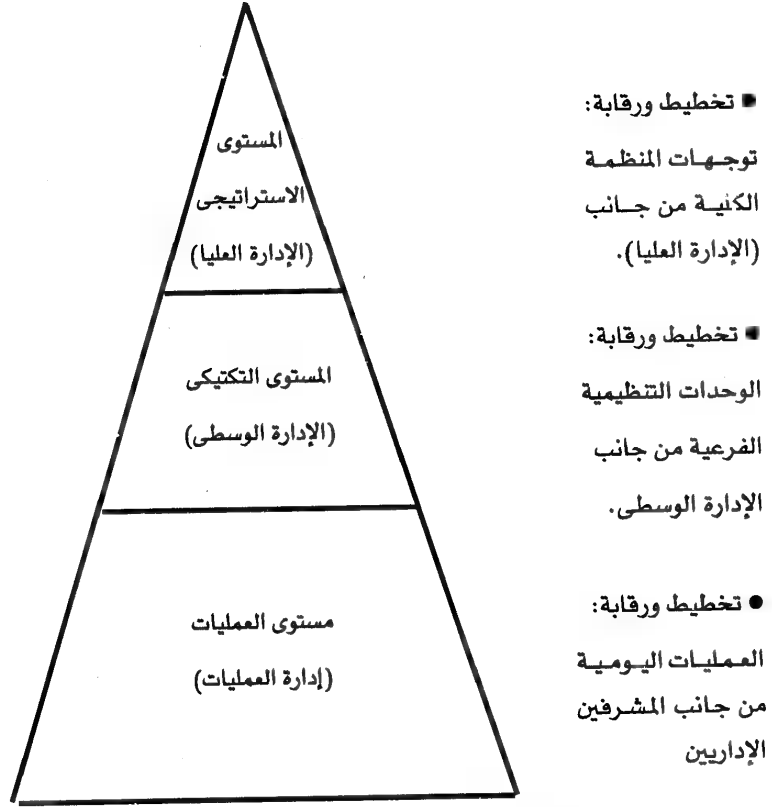 المستوى
الاستراتيجى
(الإدارة العليا)
■ تخطيط ورقابة:
توجهات المنظمة
الكلية من جانب
(الإدارة العليا).
المستوى التكتيكى
(الإدارة الوسطى)
■ تخطيط ورقابة:
الوحدات التنظيمية
الفرعية من جانب
الإدارة الوسطى.
مستوى العمليات
(إدارة العمليات)
● تخطيط ورقابة:
العمليات اليومية
من جانب المشرفين
الإداريين